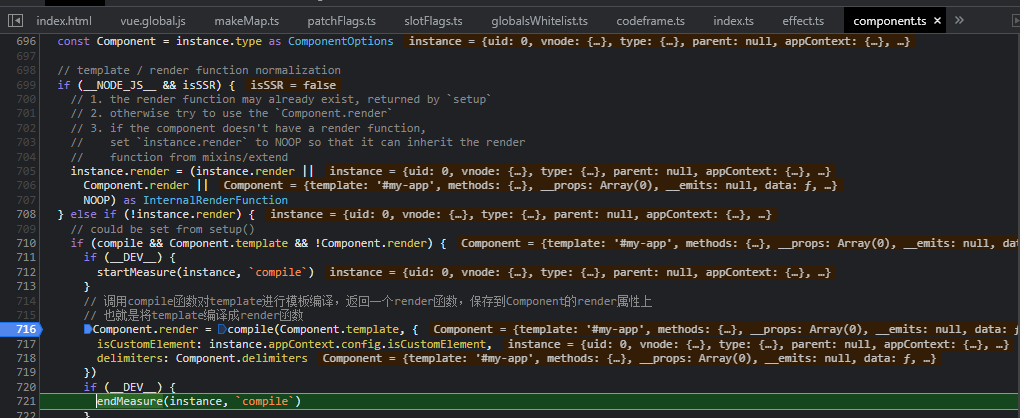 index.html vue.global.js makeMap.ts patchFlags.ts slotFlags.ts globalsWhitelist.ts codeframe.ts index.ts effect.ts component.ts × »
696 const Component = instance.type as ComponentOptions instance = {uid: 0, vnode: {…}, type: {…}, parent: null, appContext: {…}, …}
697
698 // template / render function normalization
699 if (__NODE_JS__ && isSSR) { isSSR = false
700 // 1. the render function may already exist, returned by `setup`
701 // 2. otherwise try to use the `Component.render`
702 // 3. if the component doesn't have a render function,
703 // set `instance.render` to NOOP so that it can inherit the render
704 // function from mixins/extend
705 instance.render = (instance.render || instance = {uid: 0, vnode: {…}, type: {…}, parent: null, appContext: {…}, …}
706 Component.render || Component = {template: '#my-app', methods: {…}, __props: Array(0), __emits: null, data: ƒ, …}
707 NOOP) as InternalRenderFunction
708 } else if (!instance.render) { instance = {uid: 0, vnode: {…}, type: {…}, parent: null, appContext: {…}, …}
709 // could be set from setup()
710 if (compile && Component.template && !Component.render) { Component = {template: '#my-app', methods: {…}, __props: Array(0), __emits: null, dat
711 if (__DEV__) {
712 startMeasure(instance, `compile`) instance = {uid: 0, vnode: {…}, type: {…}, parent: null, appContext: {…}, …}
713 }
714 // 调用compile函数对template进行模板编译，返回一个render函数，保存到Component的render属性上
715 // 也就是将template编译成render函数
716 Component.render = compile(Component.template, { Component = {template: '#my-app', methods: {…}, __props: Array(0), __emits: null, data: ƒ
717 isCustomElement: instance.appContext.config.isCustomElement, instance = {uid: 0, vnode: {…}, type: {…}, parent: null, appContext: {…}, …}
718 delimiters: Component.delimiters Component = {template: '#my-app', methods: {…}, __props: Array(0), __emits: null, data: ƒ, …}
719 })
720 if (__DEV__) {
721 endMeasure(instance, `compile`)
722 }